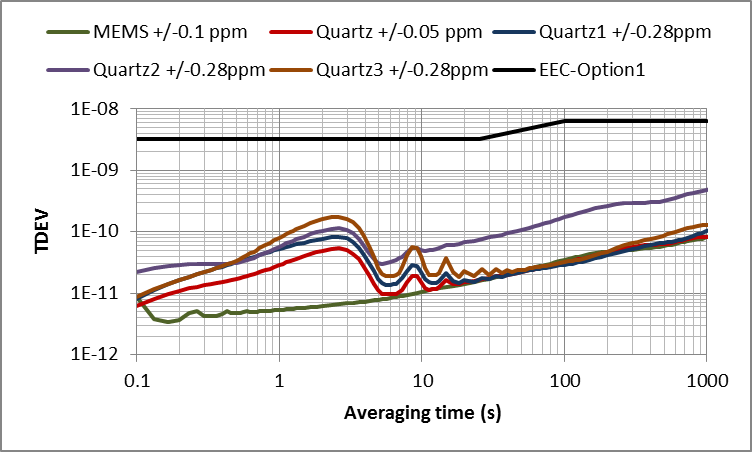 MEMS +/-0.1 ppm Quartz +/-0.05 ppm Quartz1 +/-0.28ppm
Quartz2 +/-0.28ppm Quartz3 +/-0.28ppm EEC-Option1
1E-08
1E-09
1E-10
1E-11
1E-12
TDEV
0.1 1 10 100 1000
Averaging time (s)